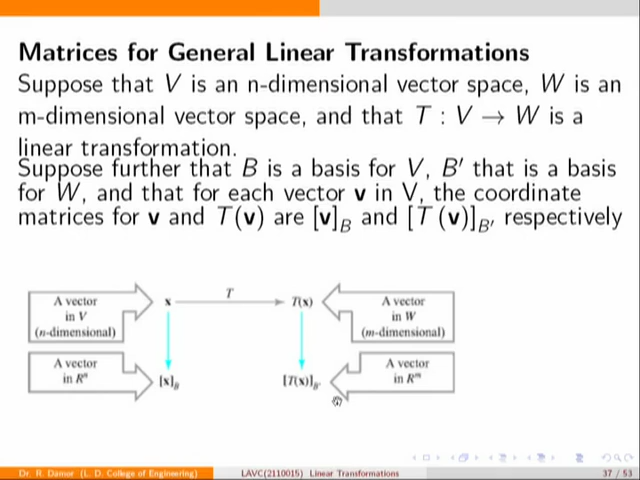 Matrices for General Linear Transformations
Suppose that V is an n-dimensional vector space, W is an
m-dimensional vector space, and that T : V → W is a
linear transformation.
Suppose further that B is a basis for V, B′ that is a basis
for W, and that for each vector v in V, the coordinate
matrices for v and T(v) are [v]_B and [T (v)]_B′ respectively
A vector
in V
(n-dimensional)
x
T
T(x)
A vector
in W
(m-dimensional)
A vector
in Rⁿ
[x]_B
[T(x)]_B′
A vector
in Rᵐ
Dr. R. Damor (L. D. College of Engineering)
LAVC(2110015) Linear Transformations
37 / 53